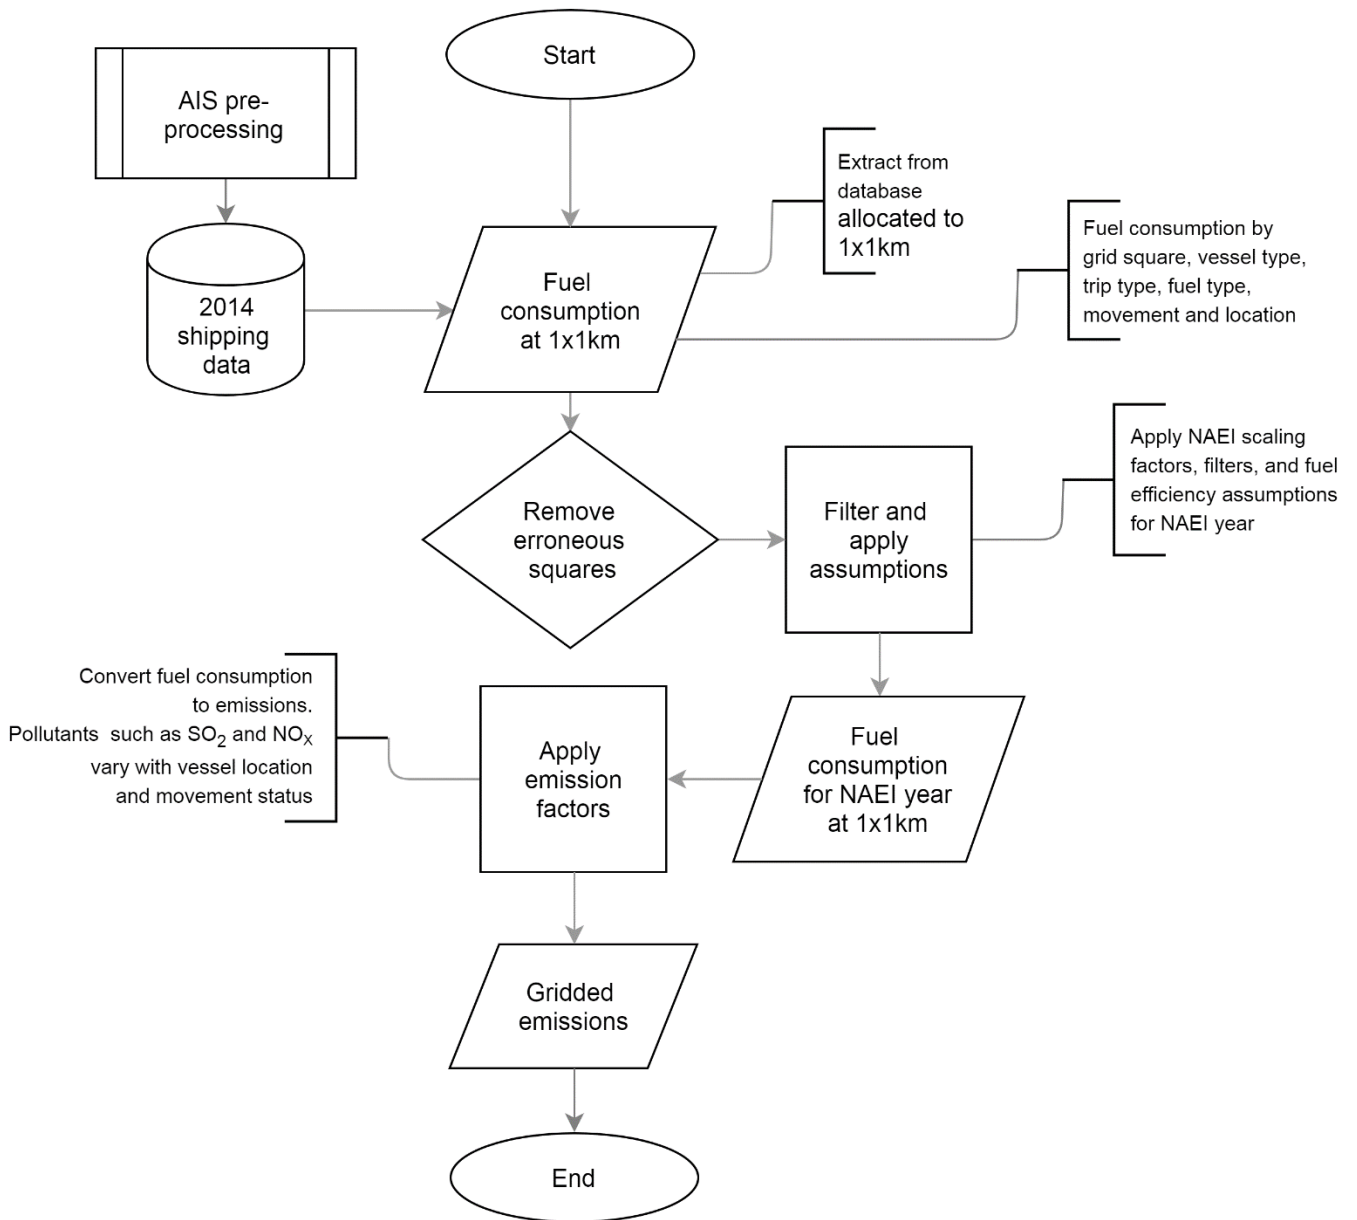 Start
AIS pre-
processing
Extract from
database
allocated to
1x1km
Fuel consumption by
grid square, vessel type,
trip type, fuel type,
movement and location
Fuel
consumption
at 1x1km
2014
shipping
data
Remove
erroneous
squares
Filter and
apply
assumptions
Apply NAEI scaling
factors, filters, and fuel
efficiency assumptions
for NAEI year
Convert fuel consumption
to emissions.
Pollutants such as SO2 and NOX
vary with vessel location
and movement status
Apply
emission
factors
Fuel
consumption
for NAEI year
at 1x1km
Gridded
emissions
End